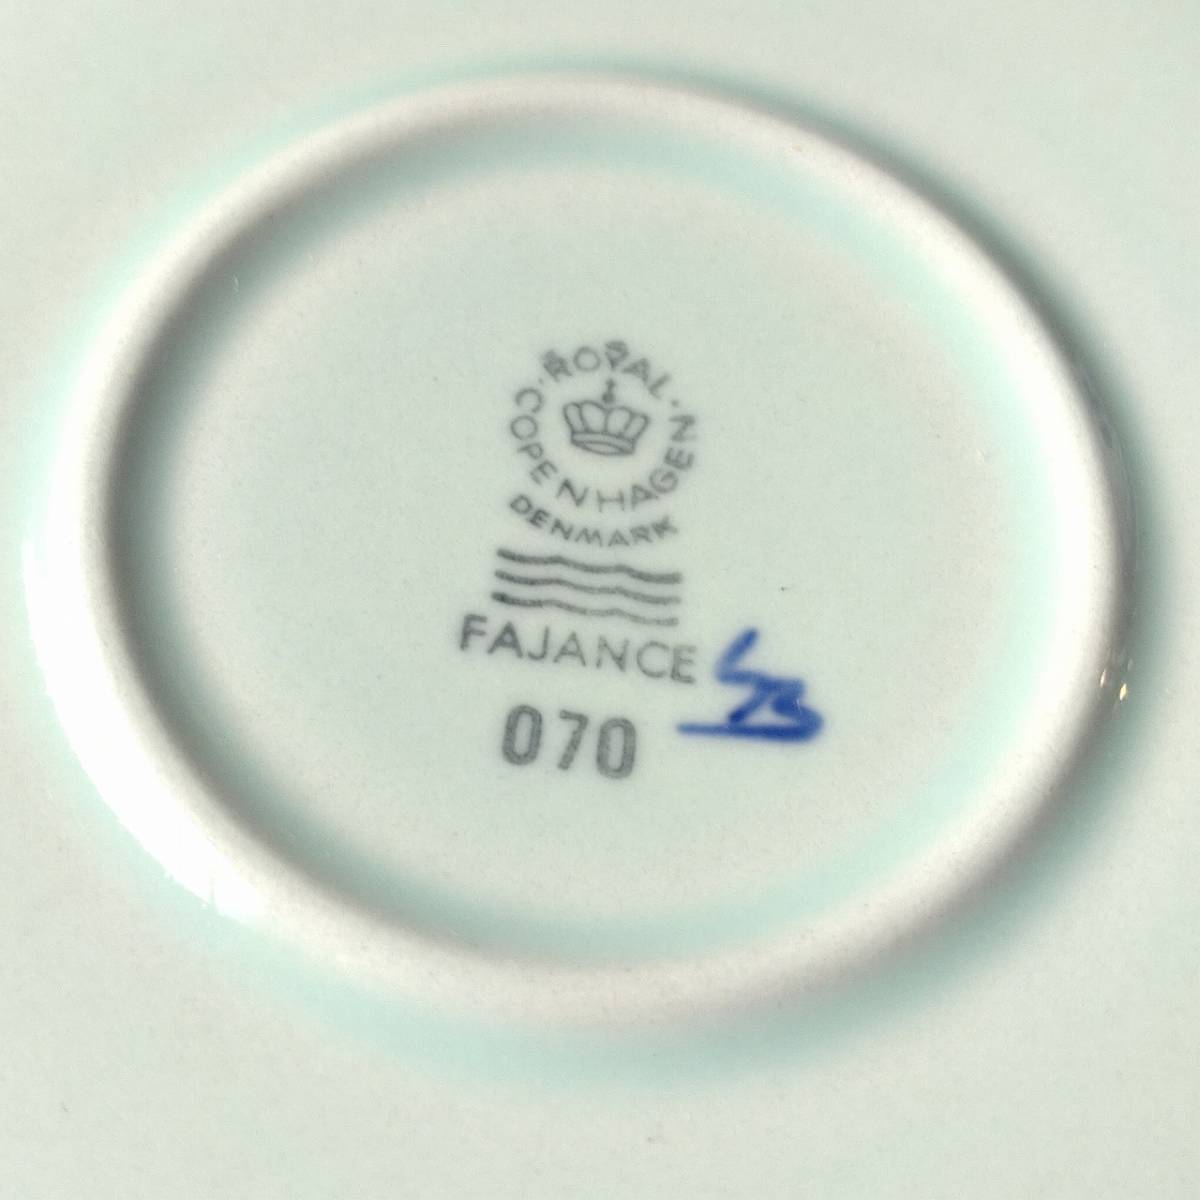 ·ROYAL·
COPENHAGEN
DENMARK
FAJANCE
070